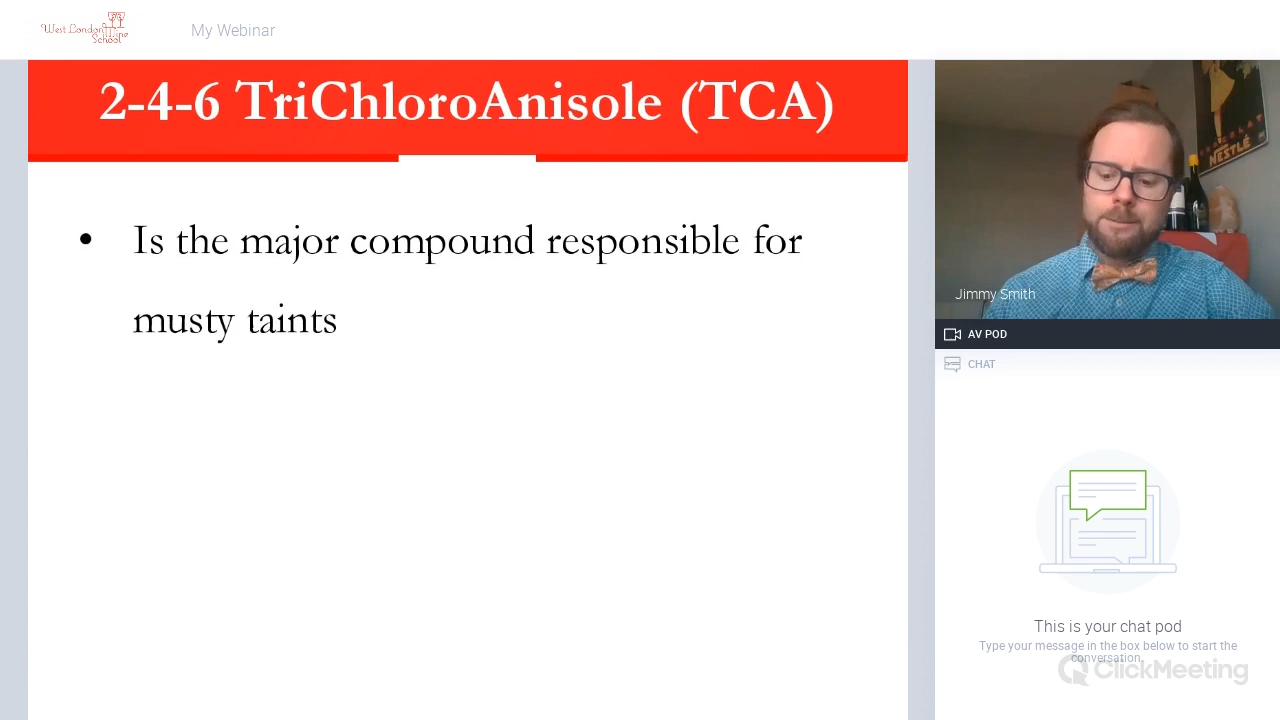 West London Wine
School
My Webinar
2-4-6 TriChloroAnisole (TCA)
• Is the major compound responsible for
musty taints
NESTLÉ
Jimmy Smith
AV POD
CHAT
This is your chat pod
Type your message in the box below to start the
conversation.
ClickMeeting